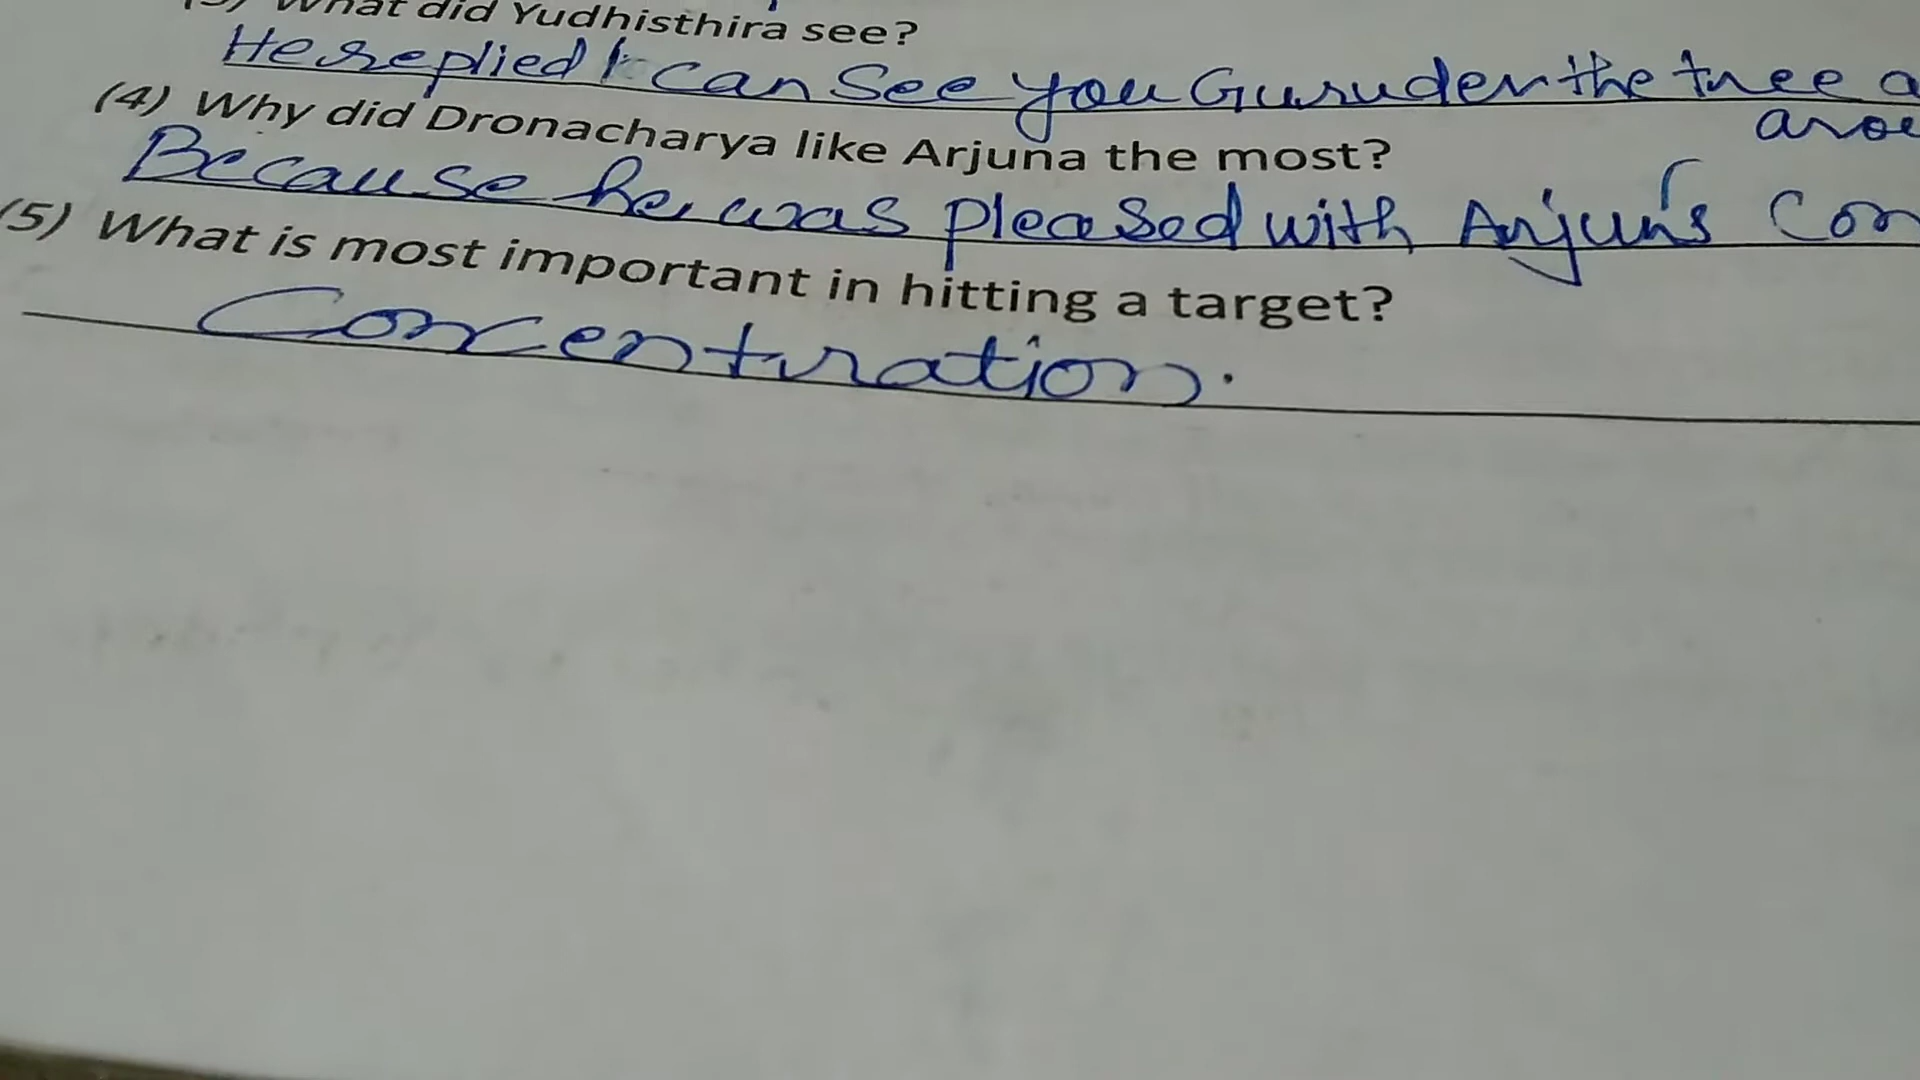 What did Yudhisthira see?
He replied I can See you Gurudev the tree a
(4) Why did Dronacharya like Arjuna the most?
Because he was pleased with Arjun's Con
(5) What is most important in hitting a target?
Concentration.